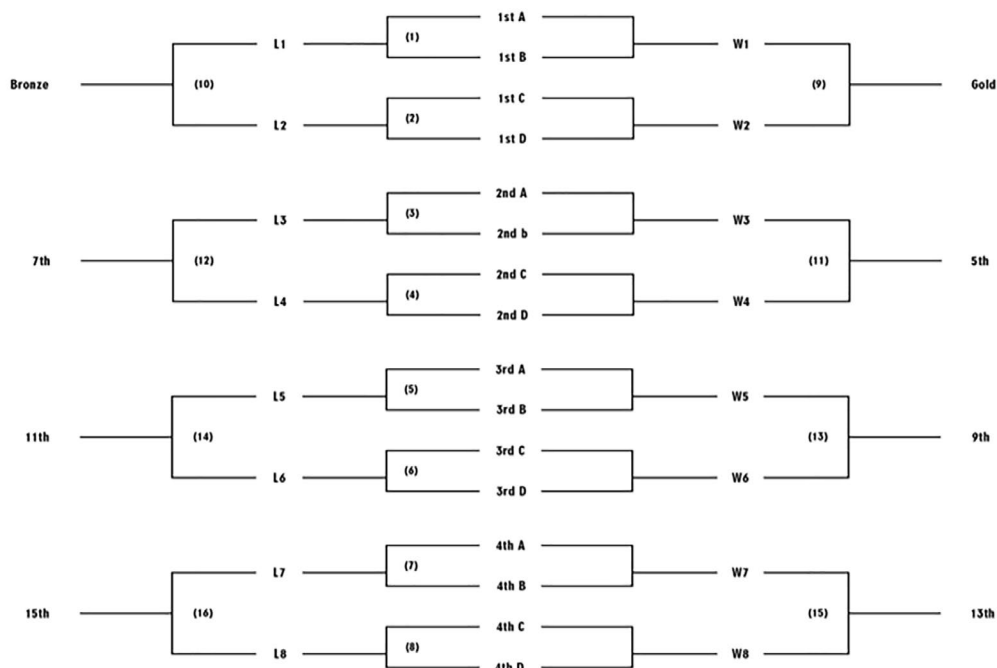 1st A
L1 (1) W1
1st B
Bronze (10) (9) Gold
1st C
L2 (2) W2
1st D
2nd A
L3 (3) W3
2nd b
7th (12) (11) 5th
2nd C
L4 (4) W4
2nd D
3rd A
L5 (5) W5
3rd B
11th (14) (13) 9th
3rd C
L6 (6) W6
3rd D
4th A
L7 (7) W7
4th B
15th (16) (15) 13th
4th C
L8 (8) W8
4th D